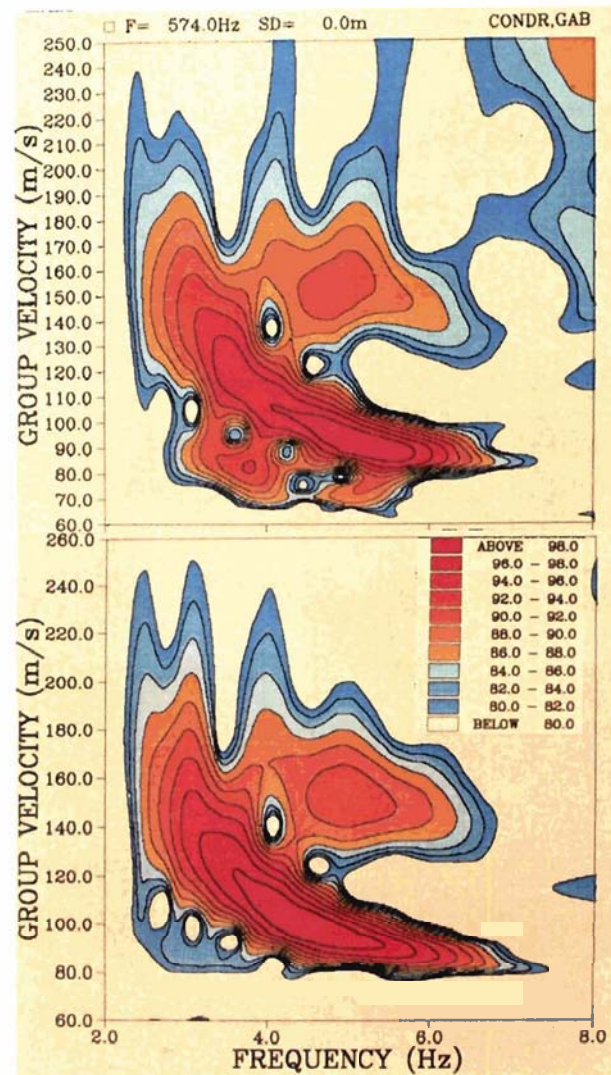 F= 574.0Hz SD= 0.0m CONDR,GAB
250.0
240.0
230.0
220.0
210.0
200.0
190.0
180.0
170.0
160.0
150.0
140.0
130.0
120.0
110.0
100.0
90.0
80.0
70.0
60.0
GROUP VELOCITY (m/s)
260.0
240.0
220.0
200.0
180.0
160.0
140.0
120.0
100.0
80.0
60.0
GROUP VELOCITY (m/s)
ABOVE 98.0
96.0 - 98.0
94.0 - 96.0
92.0 - 94.0
90.0 - 92.0
88.0 - 90.0
86.0 - 88.0
84.0 - 86.0
82.0 - 84.0
80.0 - 82.0
BELOW 80.0
2.0 4.0 6.0 8.0
FREQUENCY (Hz)